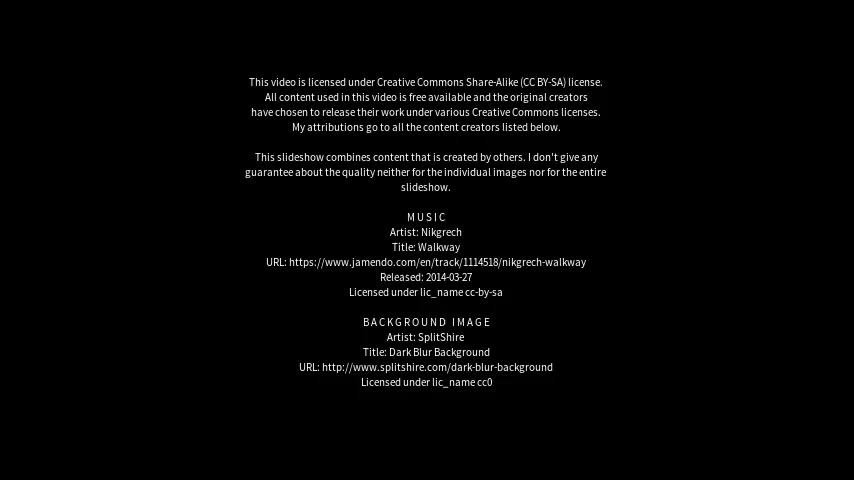 This video is licensed under Creative Commons Share-Alike (CC BY-SA) license.
All content used in this video is free available and the original creators
have chosen to release their work under various Creative Commons licenses.
My attributions go to all the content creators listed below.
This slideshow combines content that is created by others. I don't give any
guarantee about the quality neither for the individual images nor for the entire
slideshow.
MUSIC
Artist: Nikgrech
Title: Walkway
URL: https://www.jamendo.com/en/track/1114518/nikgrech-walkway
Released: 2014-03-27
Licensed under lic_name cc-by-sa
BACKGROUND IMAGE
Artist: SplitShire
Title: Dark Blur Background
URL: http://www.splitshire.com/dark-blur-background
Licensed under lic_name cc0